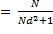 = N / Nd² + 1